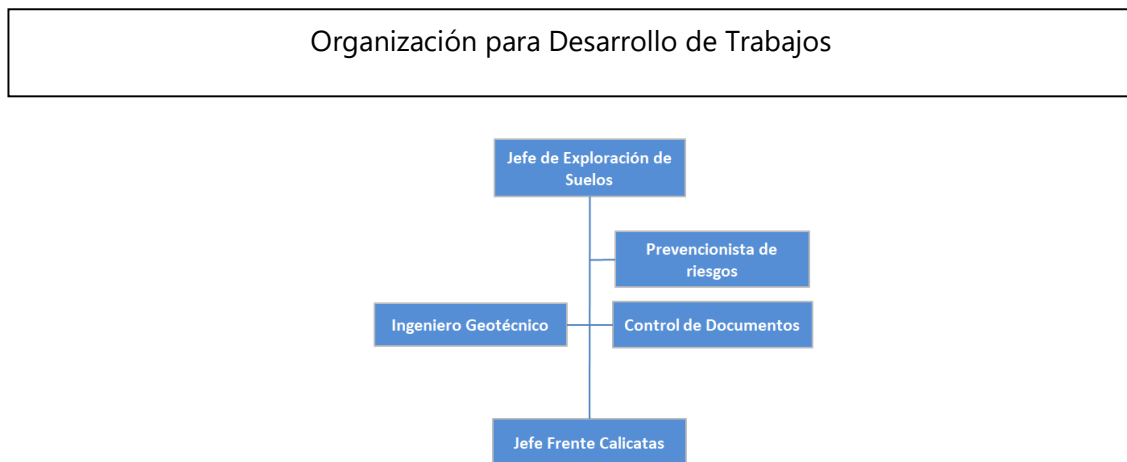 Organización para Desarrollo de Trabajos
Jefe de Exploración de
Suelos
Prevencionista de
riesgos
Ingeniero Geotécnico
Control de Documentos
Jefe Frente Calicatas